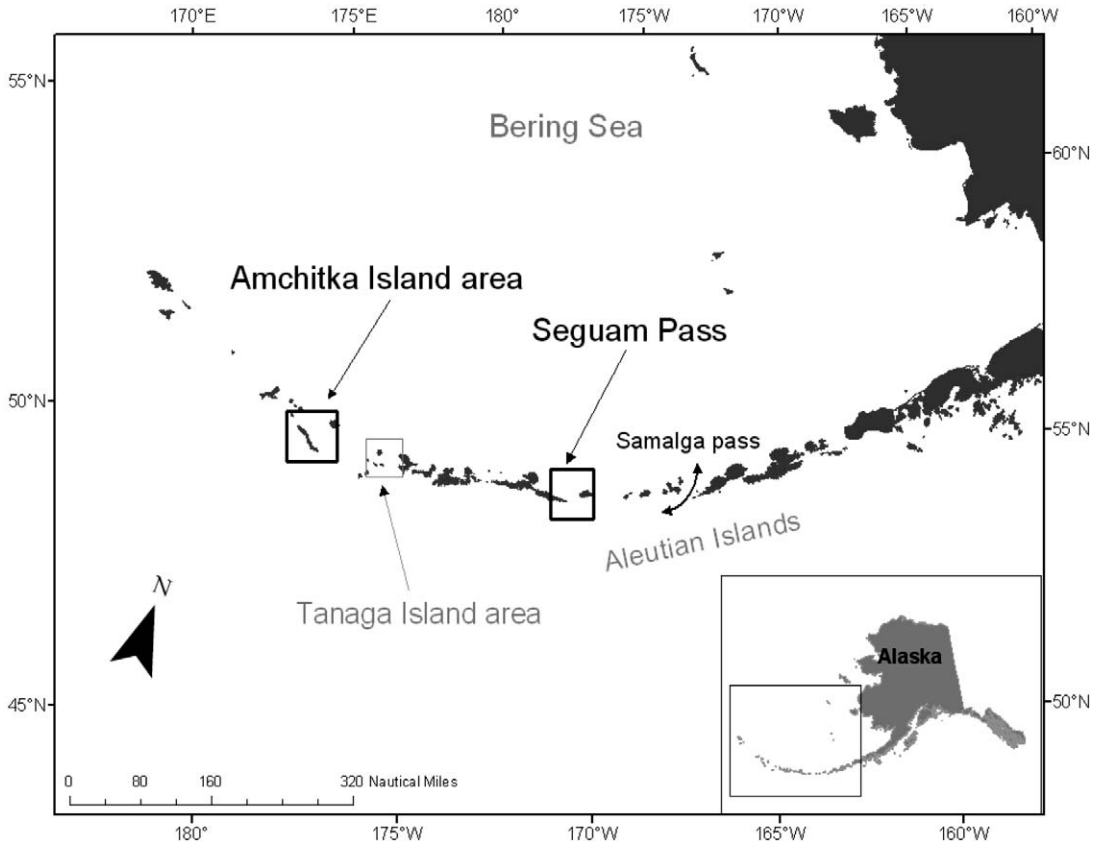 170°E 175°E 180° 175°W 170°W 165°W 160°W
55°N
Bering Sea
60°N
Amchitka Island area
Seguam Pass
50°N
Samalga pass
55°N
Aleutian Islands
N
Tanaga Island area
Alaska
45°N
50°N
0 80 160 320 Nautical Miles
180° 175°W 170°W 165°W 160°W